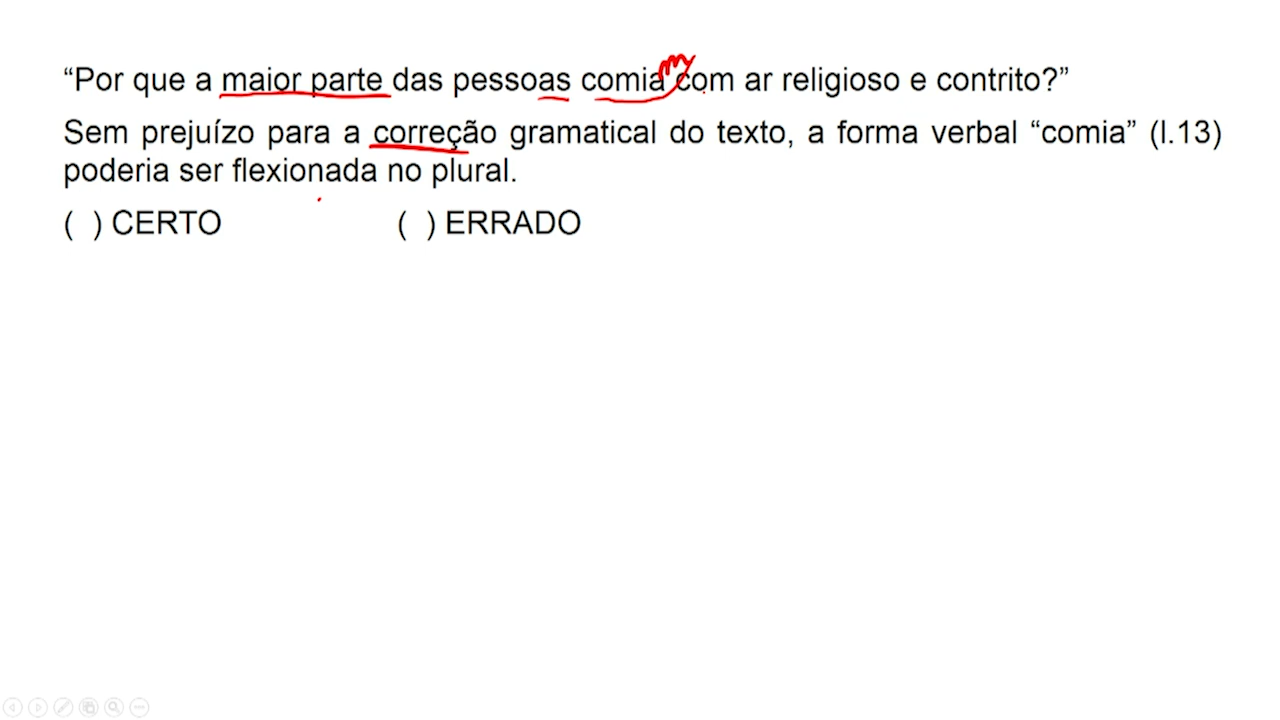 “Por que a maior parte das pessoas comia com ar religioso e contrito?”
m
Sem prejuízo para a correção gramatical do texto, a forma verbal “comia” (l.13)
poderia ser flexionada no plural.
( ) CERTO ( ) ERRADO